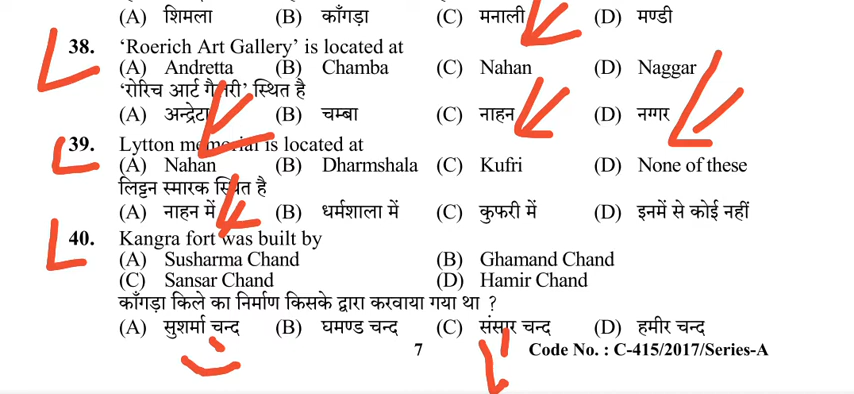 (A) शिमला (B) काँगड़ा (C) मनाली (D) मण्डी
38. ‘Roerich Art Gallery’ is located at
(A) Andretta (B) Chamba (C) Nahan (D) Naggar
‘रोरिच आर्ट गैलरी’ स्थित है
(A) अन्द्रेटा (B) चम्बा (C) नाहन (D) नग्गर
39. Lytton memorial is located at
(A) Nahan (B) Dharmshala (C) Kufri (D) None of these
लिट्टन स्मारक स्थित है
(A) नाहन में (B) धर्मशाला में (C) कुफरी में (D) इनमें से कोई नहीं
40. Kangra fort was built by
(A) Susharma Chand (B) Ghamand Chand
(C) Sansar Chand (D) Hamir Chand
काँगड़ा किले का निर्माण किसके द्वारा करवाया गया था ?
(A) सुशर्मा चन्द (B) घमण्ड चन्द (C) संसार चन्द (D) हमीर चन्द
7 Code No. : C-415/2017/Series-A